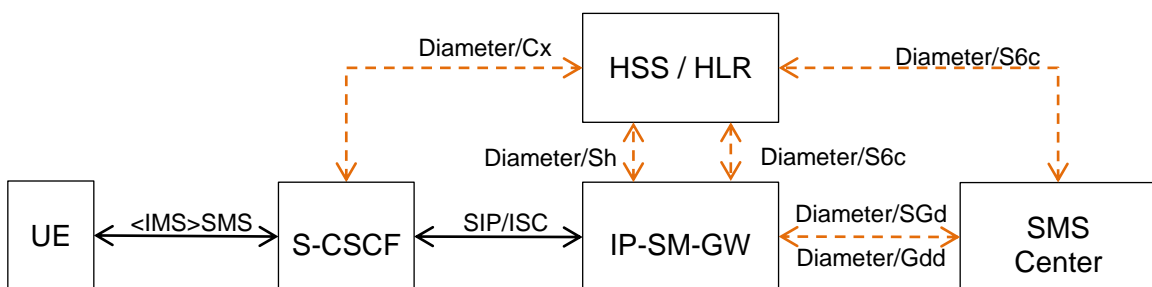 Diameter/Cx
HSS / HLR
Diameter/S6c
Diameter/Sh
Diameter/S6c
UE
<IMS>SMS
S-CSCF
SIP/ISC
IP-SM-GW
Diameter/SGd
Diameter/Gdd
SMS
Center